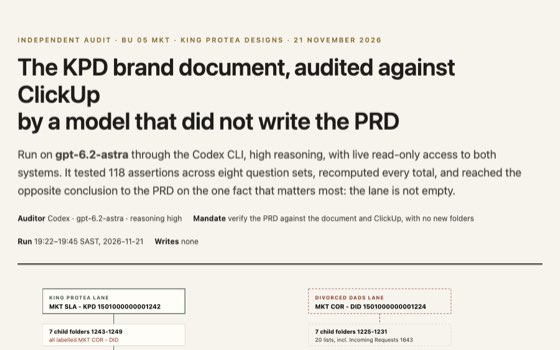 INDEPENDENT AUDIT · BU 05 MKT · KING PROTEA DESIGNS · 21 NOVEMBER 2026
The KPD brand document, audited against
ClickUp
by a model that did not write the PRD
Run on gpt-6.2-astra through the Codex CLI, high reasoning, with live read-only access to both
systems. It tested 118 assertions across eight question sets, recomputed every total, and reached the
opposite conclusion to the PRD on the one fact that matters most: the lane is not empty.
Auditor Codex · gpt-6.2-astra · reasoning high Mandate verify the PRD against the document and ClickUp, with no new folders
Run 19:22–19:45 SAST, 2026-11-21 Writes none
KING PROTEA LANE
MKT SLA - KPD 1501000000001242
7 child folders 1243-1249
all labelled MKT COR - DID
DIVORCED DADS LANE
MKT COR - DID 1501000000001224
7 child folders 1225-1231
20 lists, incl. Incoming Requests 1643